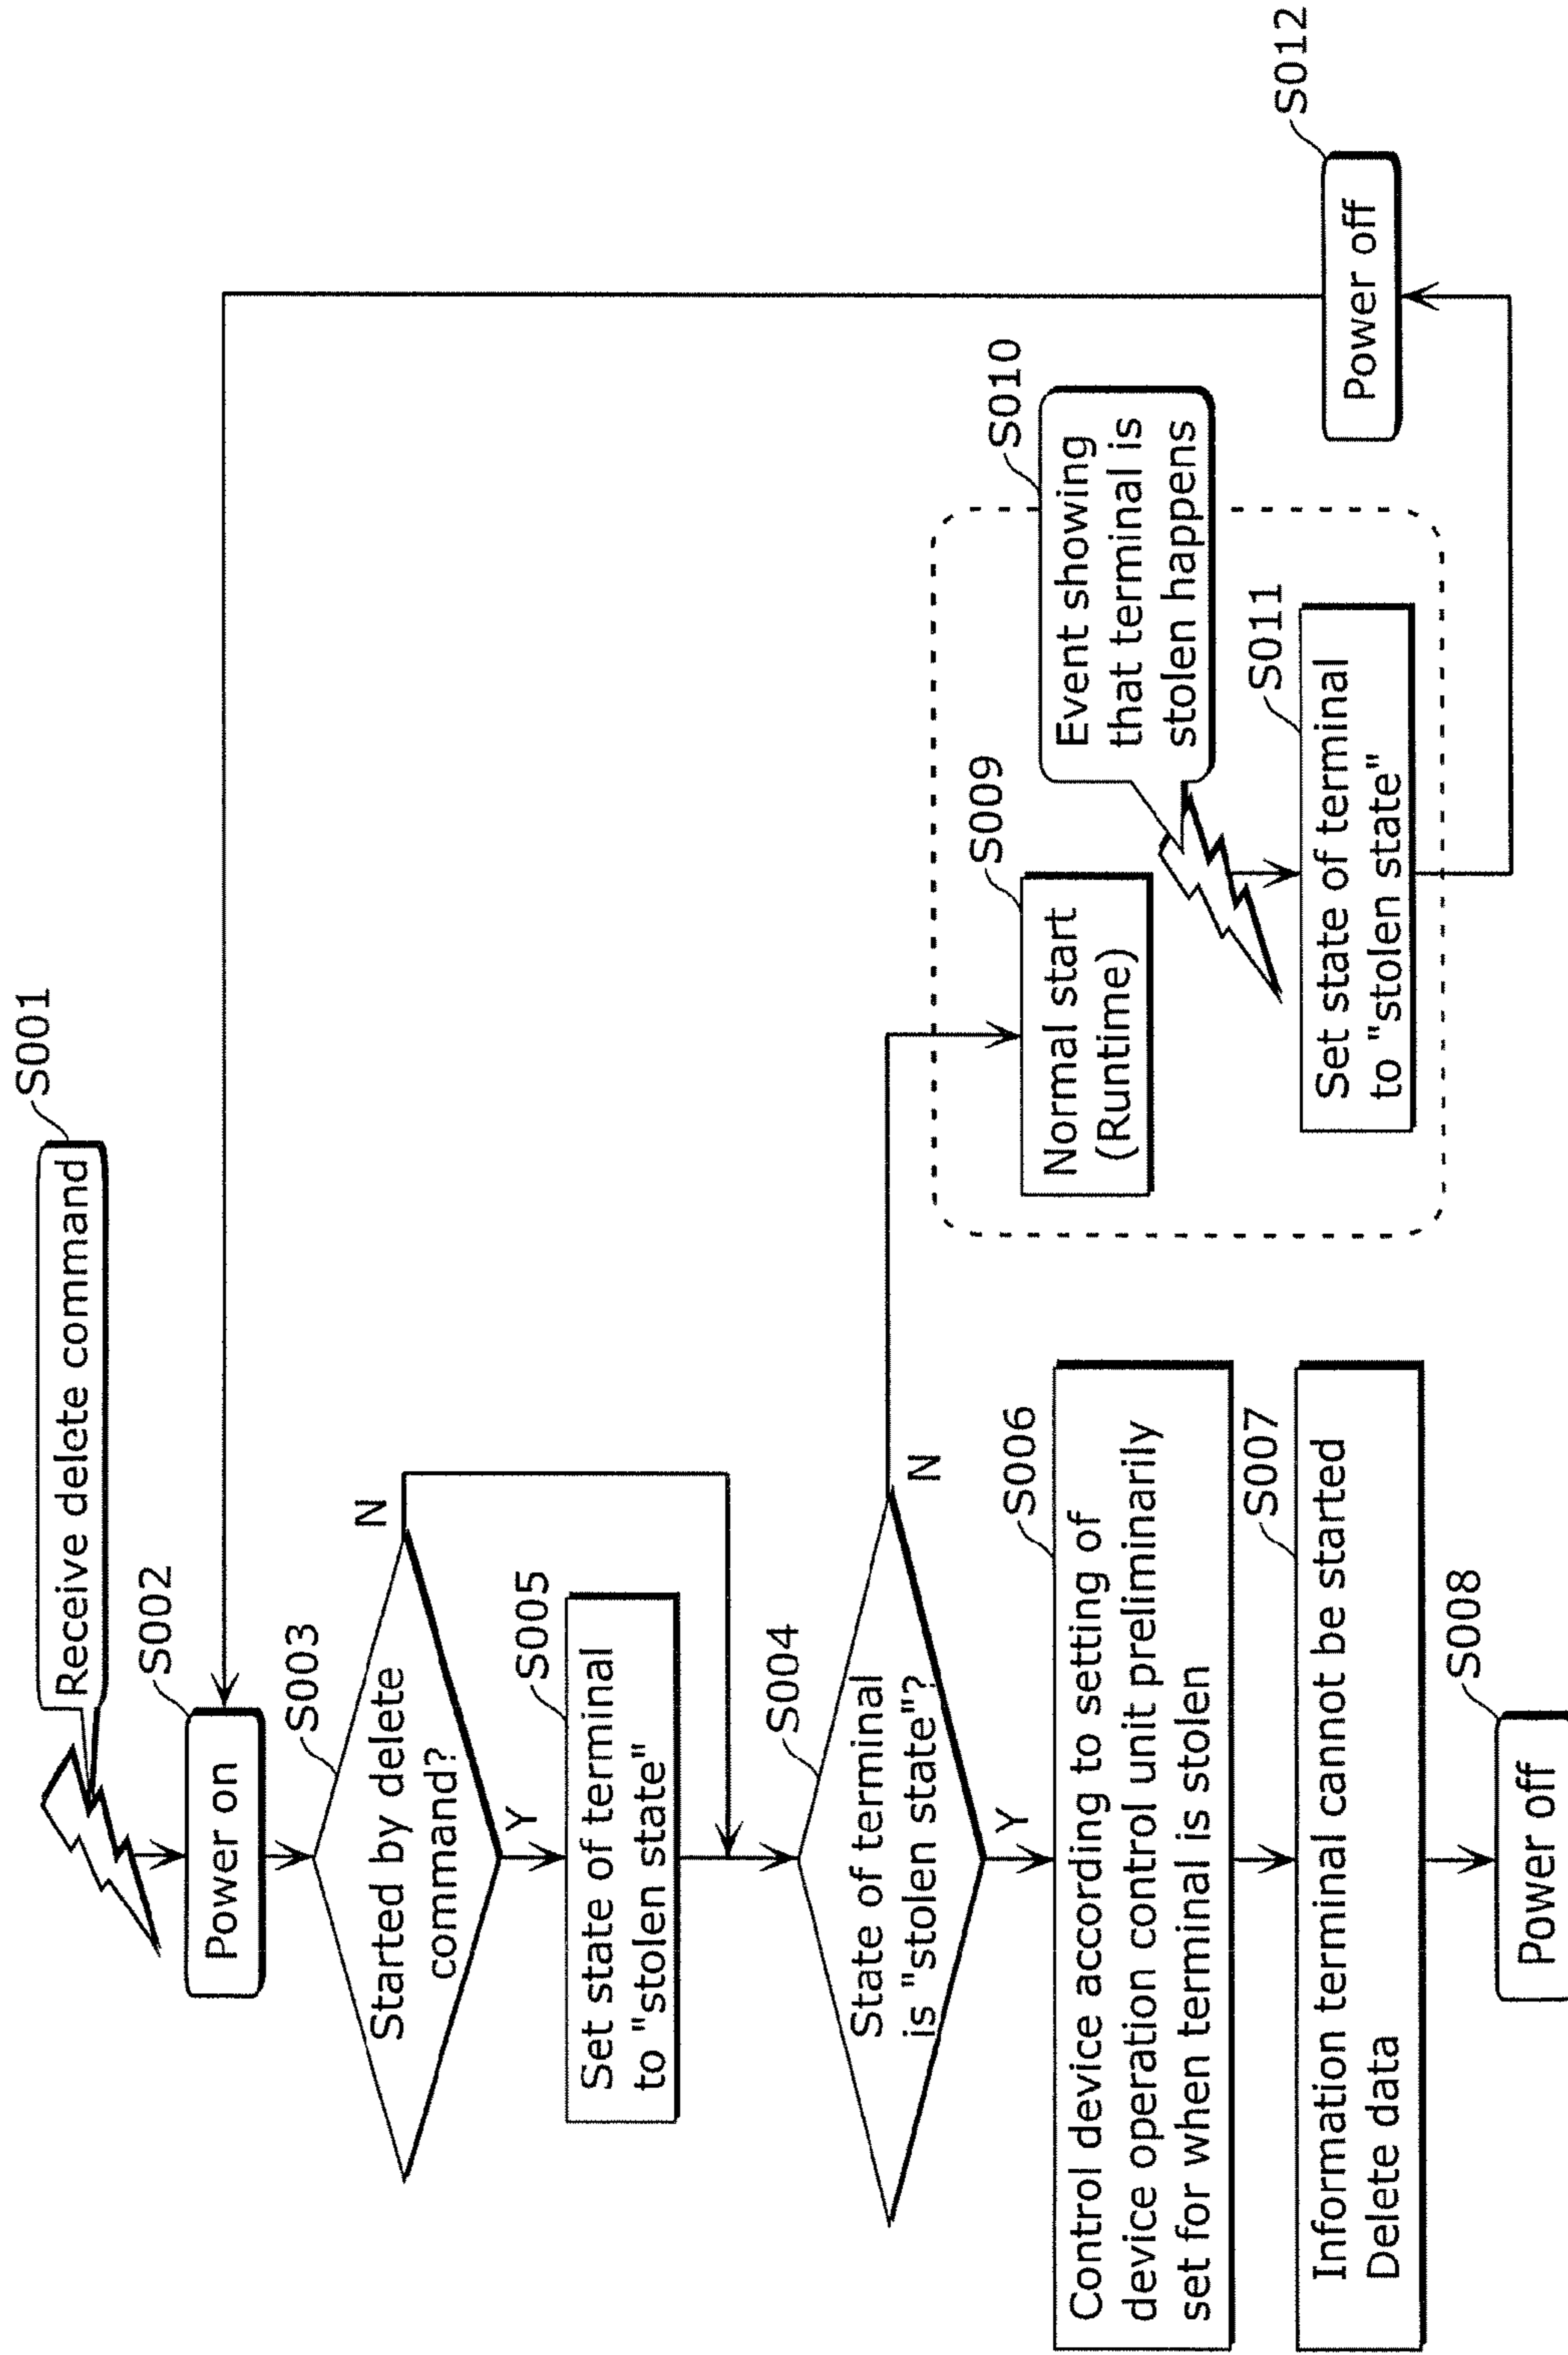 S001
Receive delete command
S002
Power on
S003
Started by delete
command?
N
Y
S005
Set state of terminal
to "stolen state"
S004
State of terminal
is "stolen state"?
N
Y
S006
Control device according to setting of
device operation control unit preliminarily
set for when terminal is stolen
S007
Information terminal cannot be started
Delete data
S008
Power off
S009
Normal start
(Runtime)
S010
Event showing
that terminal is
stolen happens
S011
Set state of terminal
to "stolen state"
S012
Power off